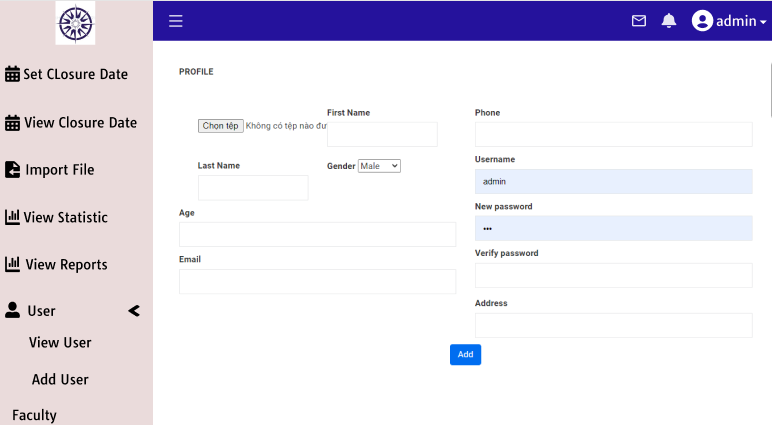 admin
Set CLosure Date
View Closure Date
Import File
View Statistic
View Reports
User
View User
Add User
Faculty
PROFILE
Chọn tệp Không có tệp nào đư
First Name
Last Name
Gender Male
Age
Email
Phone
Username
admin
New password
•••
Verify password
Address
Add